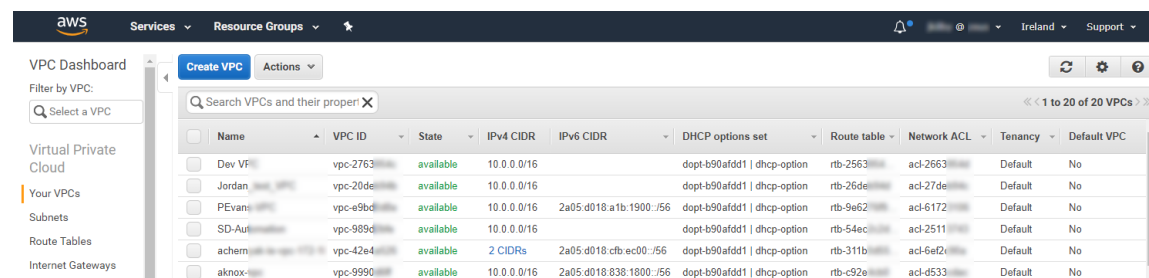 aws Services Resource Groups @ Ireland Support
VPC Dashboard Create VPC Actions
Filter by VPC:
Select a VPC Search VPCs and their propert 1 to 20 of 20 VPCs
Name VPC ID State IPv4 CIDR IPv6 CIDR DHCP options set Route table Network ACL Tenancy Default VPC
Virtual Private
Cloud
Dev vpc-2763 available 10.0.0.0/16 dopt-b90afdd1 | dhcp-option rtb-2563 acl-2663 Default No
Your VPCs Jordan vpc-20de available 10.0.0.0/16 dopt-b90afdd1 | dhcp-option rtb-26de acl-27de Default No
PEvans vpc-e9bd available 10.0.0.0/16 2a05:d018:a1b:1900::/56 dopt-b90afdd1 | dhcp-option rtb-9e62 acl-6172 Default No
Subnets
SD-Aut vpc-989d available 10.0.0.0/16 dopt-b90afdd1 | dhcp-option rtb-54ec acl-2511 Default No
Route Tables
achern vpc-42e4 available 2 CIDRs 2a05:d018:cfb:ec00::/56 dopt-b90afdd1 | dhcp-option rtb-311b acl-6ef2 Default No
Internet Gateways aknox- vpc-9990 available 10.0.0.0/16 2a05:d018:838:1800::/56 dopt-b90afdd1 | dhcp-option rtb-c92e acl-d533 Default No